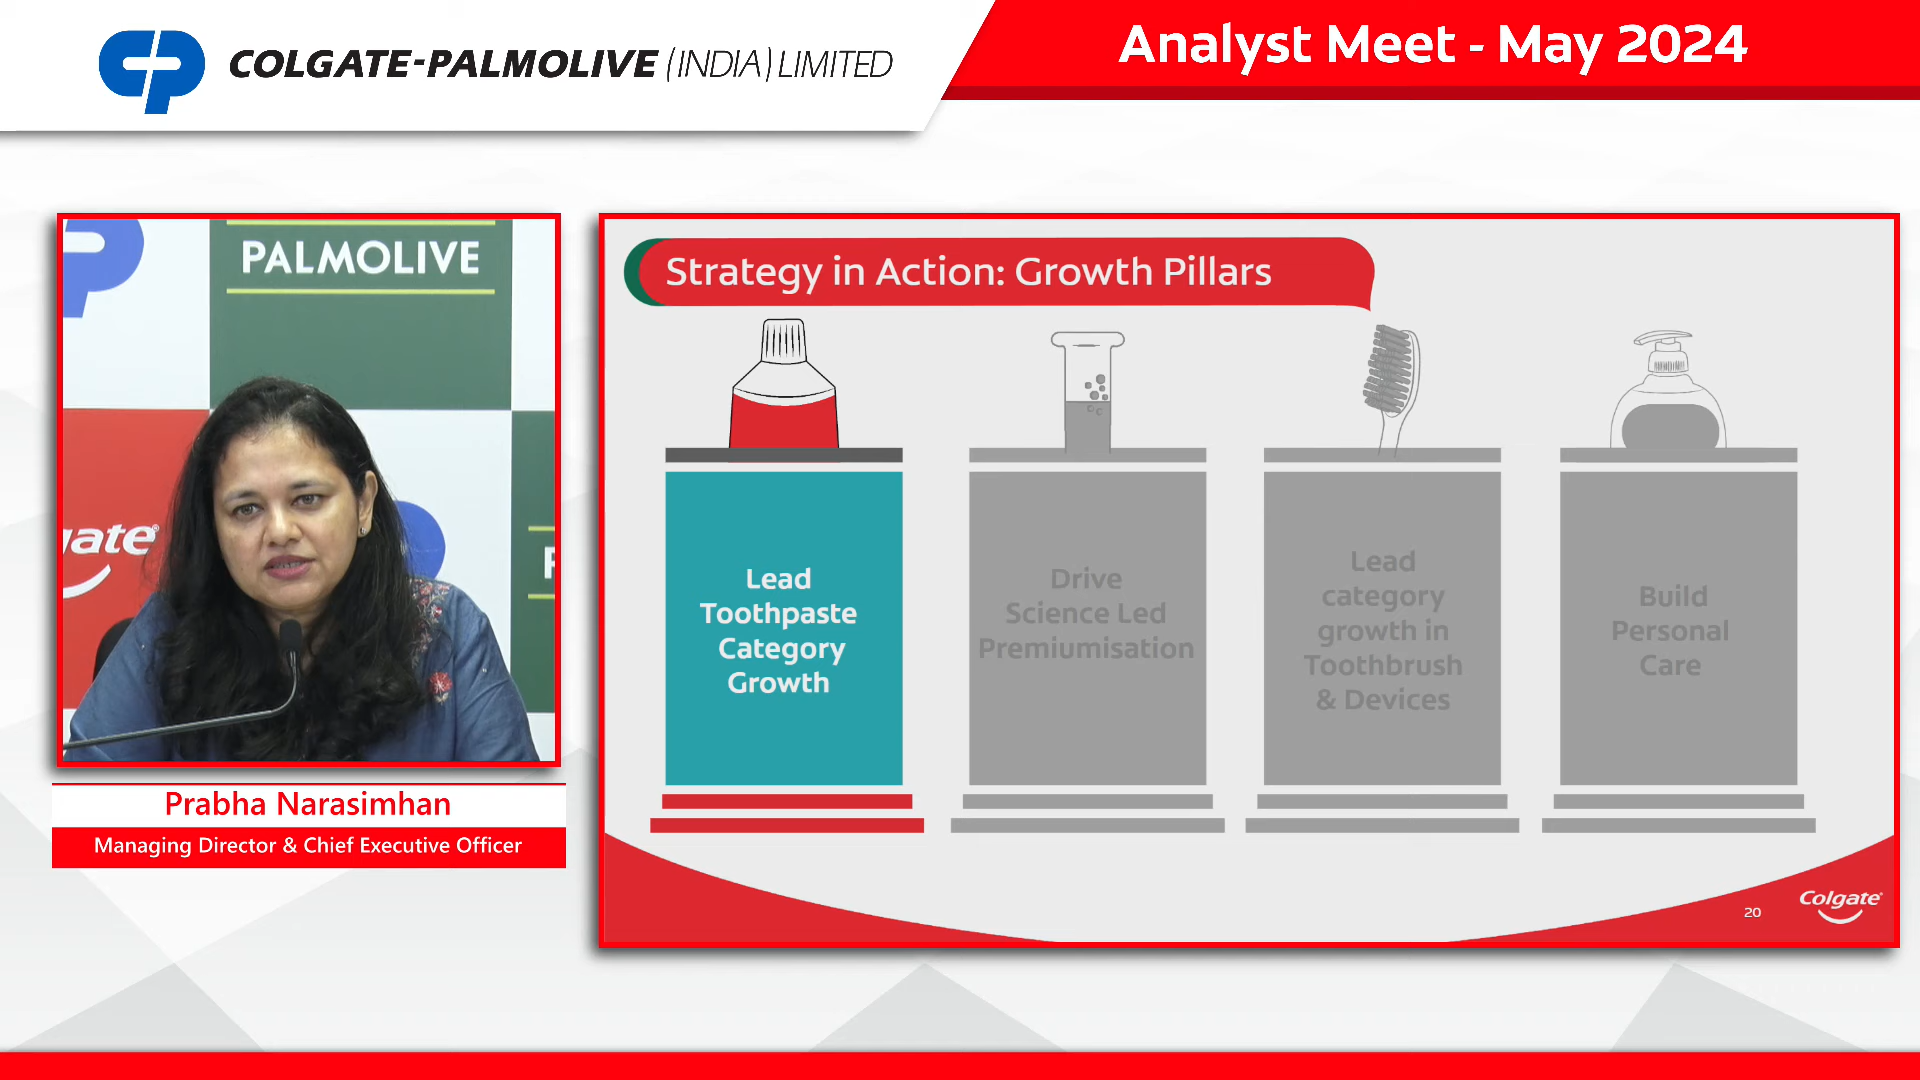 COLGATE-PALMOLIVE (INDIA) LIMITED
Analyst Meet - May 2024
PALMOLIVE
gate
Prabha Narasimhan
Managing Director & Chief Executive Officer
Strategy in Action: Growth Pillars
Lead
Toothpaste
Category
Growth
Drive
Science Led
Premiumisation
Lead
category
growth in
Toothbrush
& Devices
Build
Personal
Care
20
Colgate